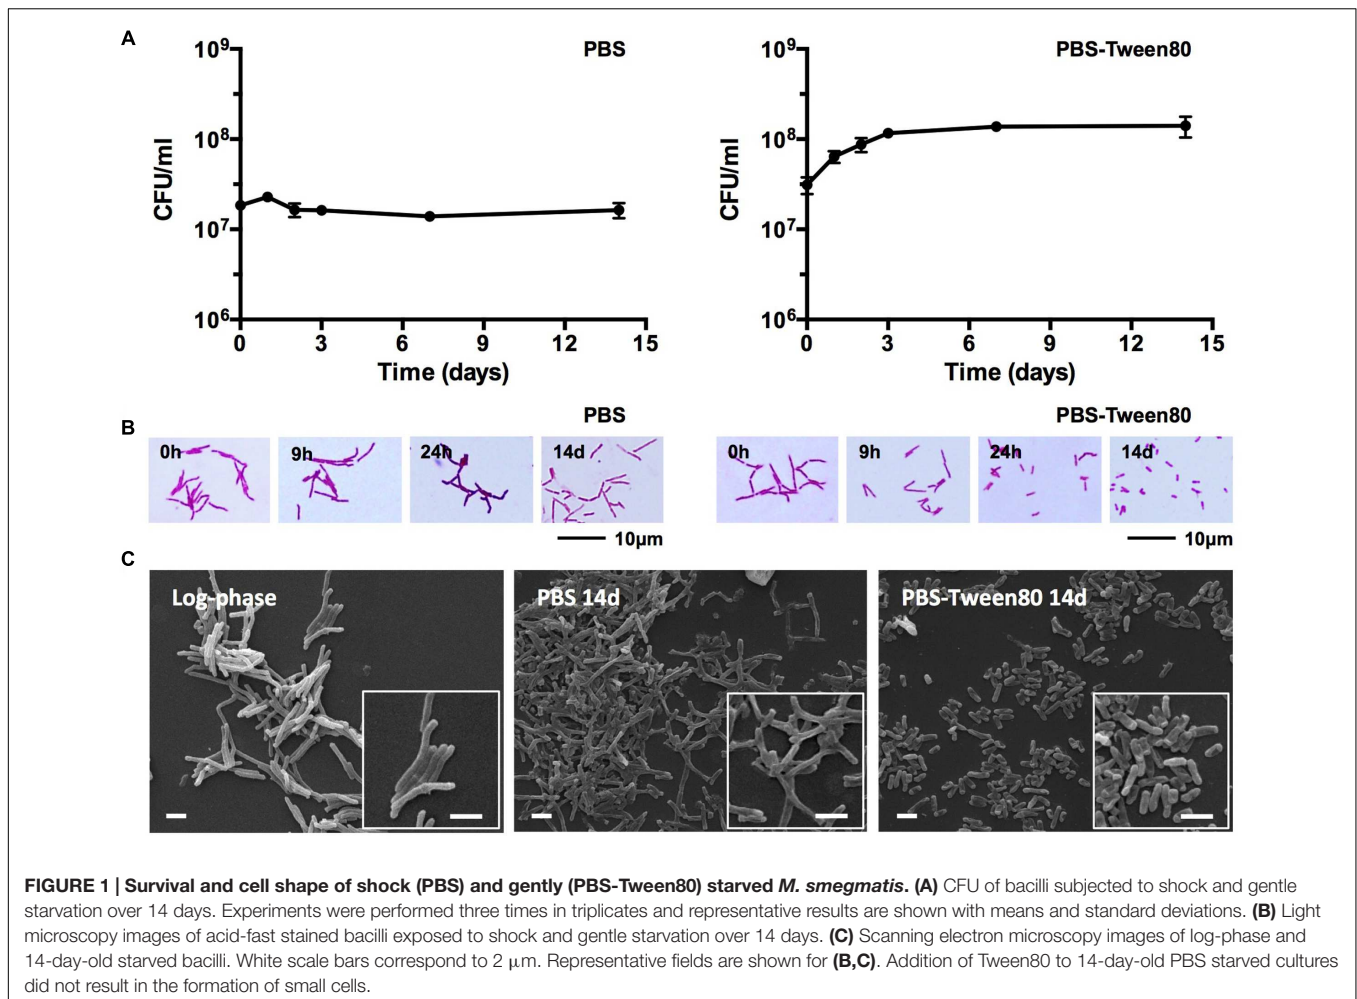 A
PBS
PBS-Tween80
10⁹
10⁸
10⁷
10⁶
CFU/ml
0 3 6 9 12 15
Time (days)
10⁹
10⁸
10⁷
10⁶
CFU/ml
0 3 6 9 12 15
Time (days)
B
PBS
PBS-Tween80
0h
9h
24h
14d
0h
9h
24h
14d
10µm
10µm
C
Log-phase
PBS 14d
PBS-Tween80 14d
FIGURE 1 | Survival and cell shape of shock (PBS) and gently (PBS-Tween80) starved M. smegmatis. (A) CFU of bacilli subjected to shock and gentle
starvation over 14 days. Experiments were performed three times in triplicates and representative results are shown with means and standard deviations. (B) Light
microscopy images of acid-fast stained bacilli exposed to shock and gentle starvation over 14 days. (C) Scanning electron microscopy images of log-phase and
14-day-old starved bacilli. White scale bars correspond to 2 µm. Representative fields are shown for (B,C). Addition of Tween80 to 14-day-old PBS starved cultures
did not result in the formation of small cells.